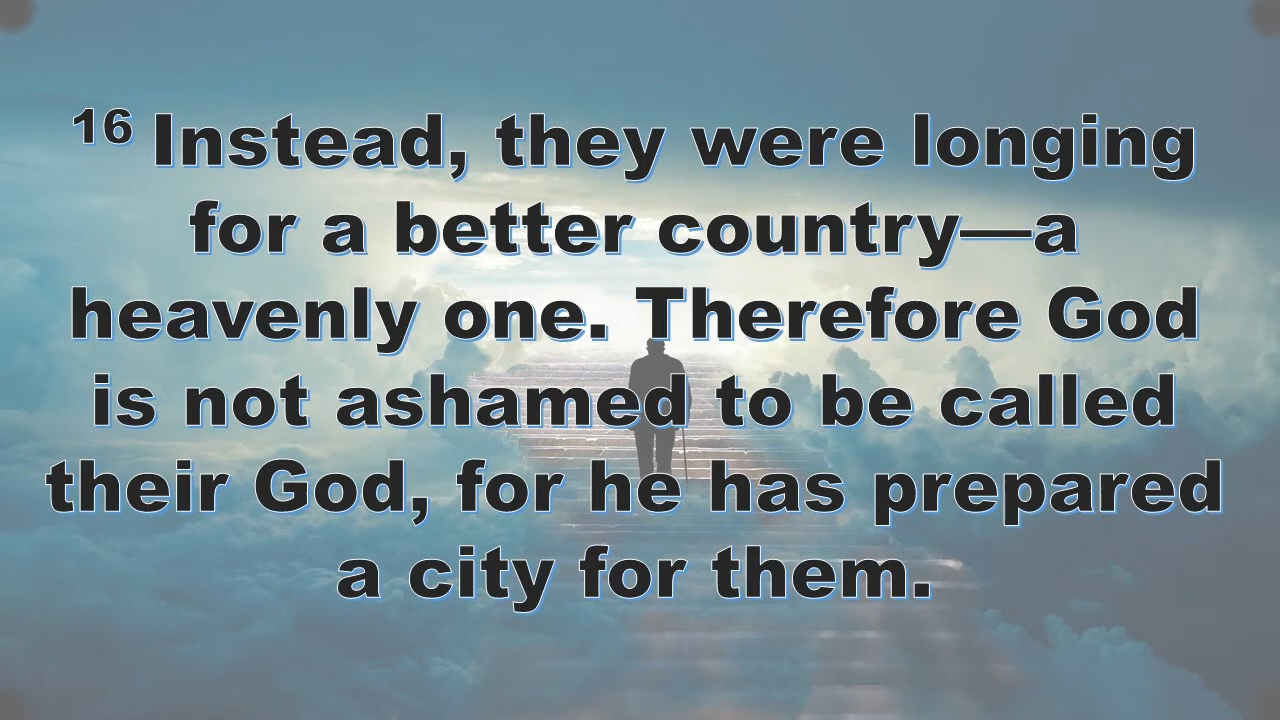 16 Instead, they were longing
for a better country—a
heavenly one. Therefore God
is not ashamed to be called
their God, for he has prepared
a city for them.